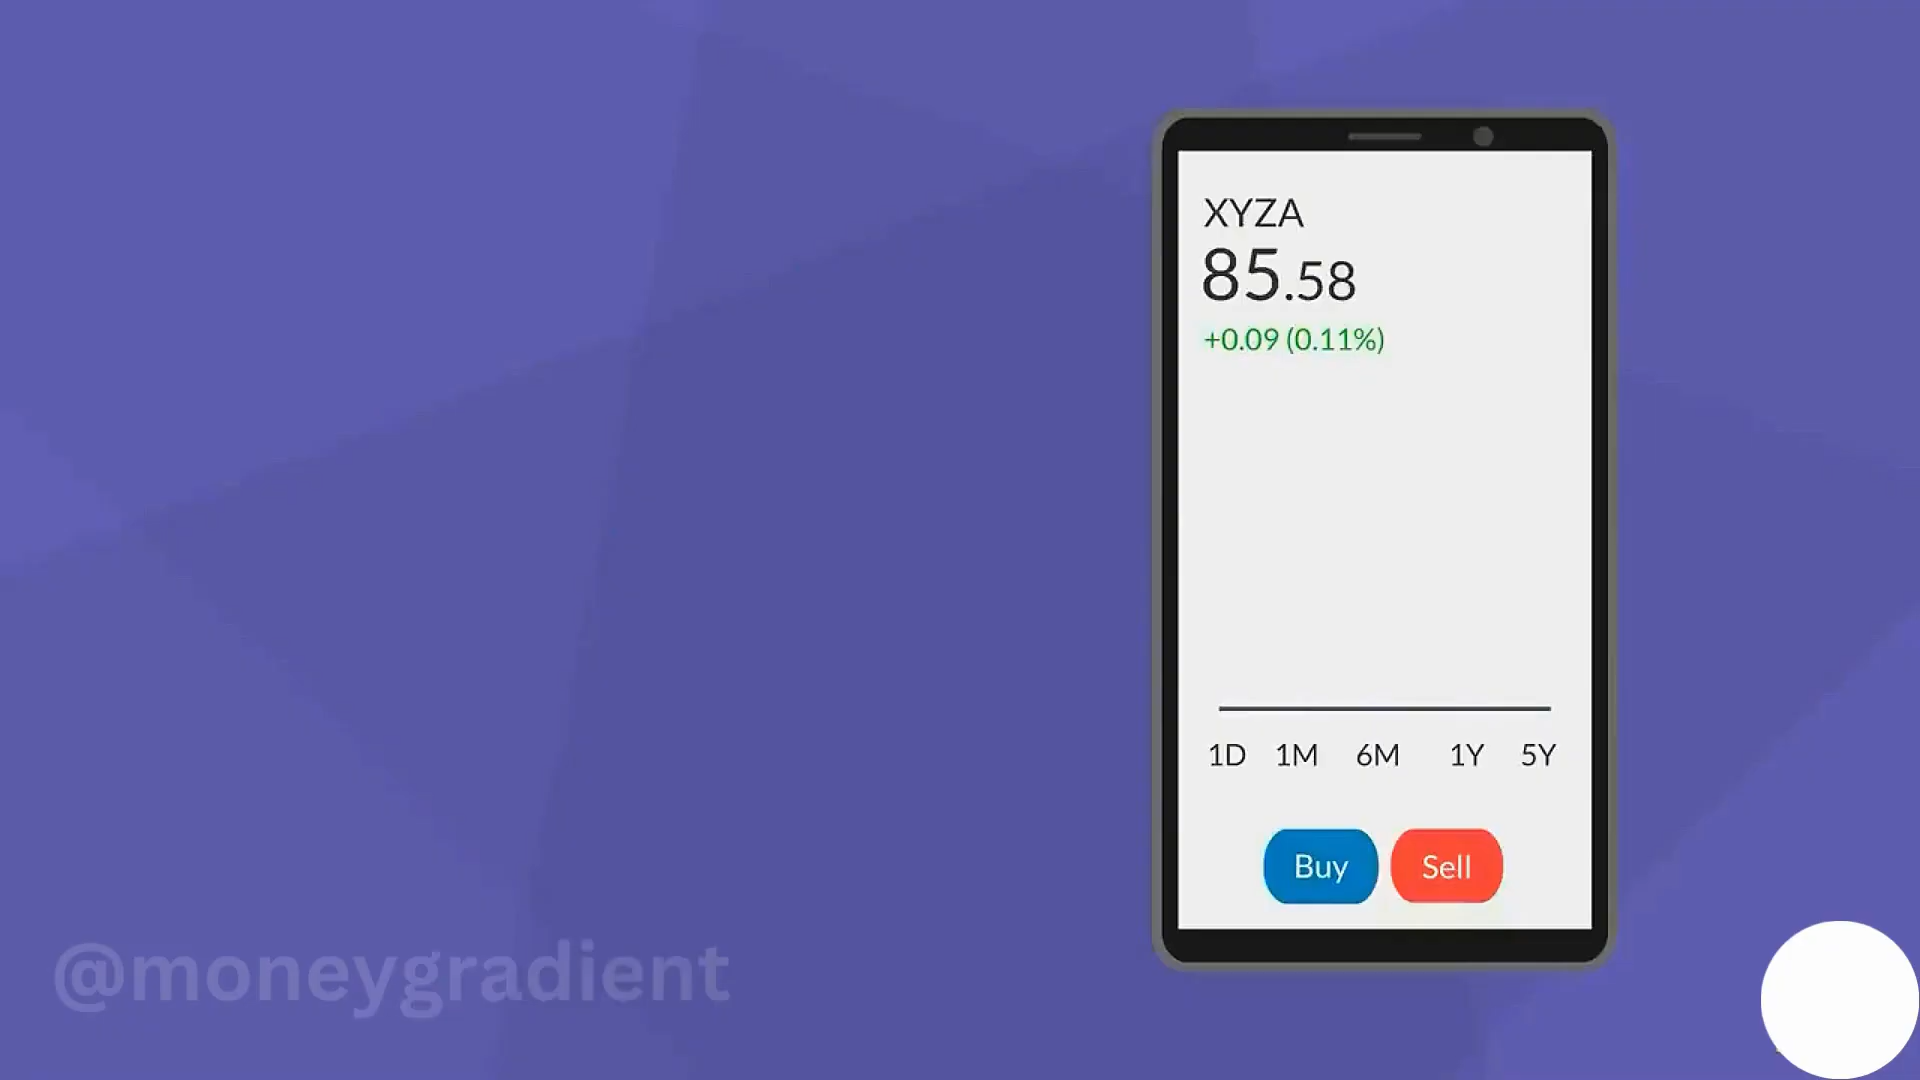 XYZA
85.58
+0.09 (0.11%)
1D 1M 6M 1Y 5Y
Buy Sell
@moneygradient